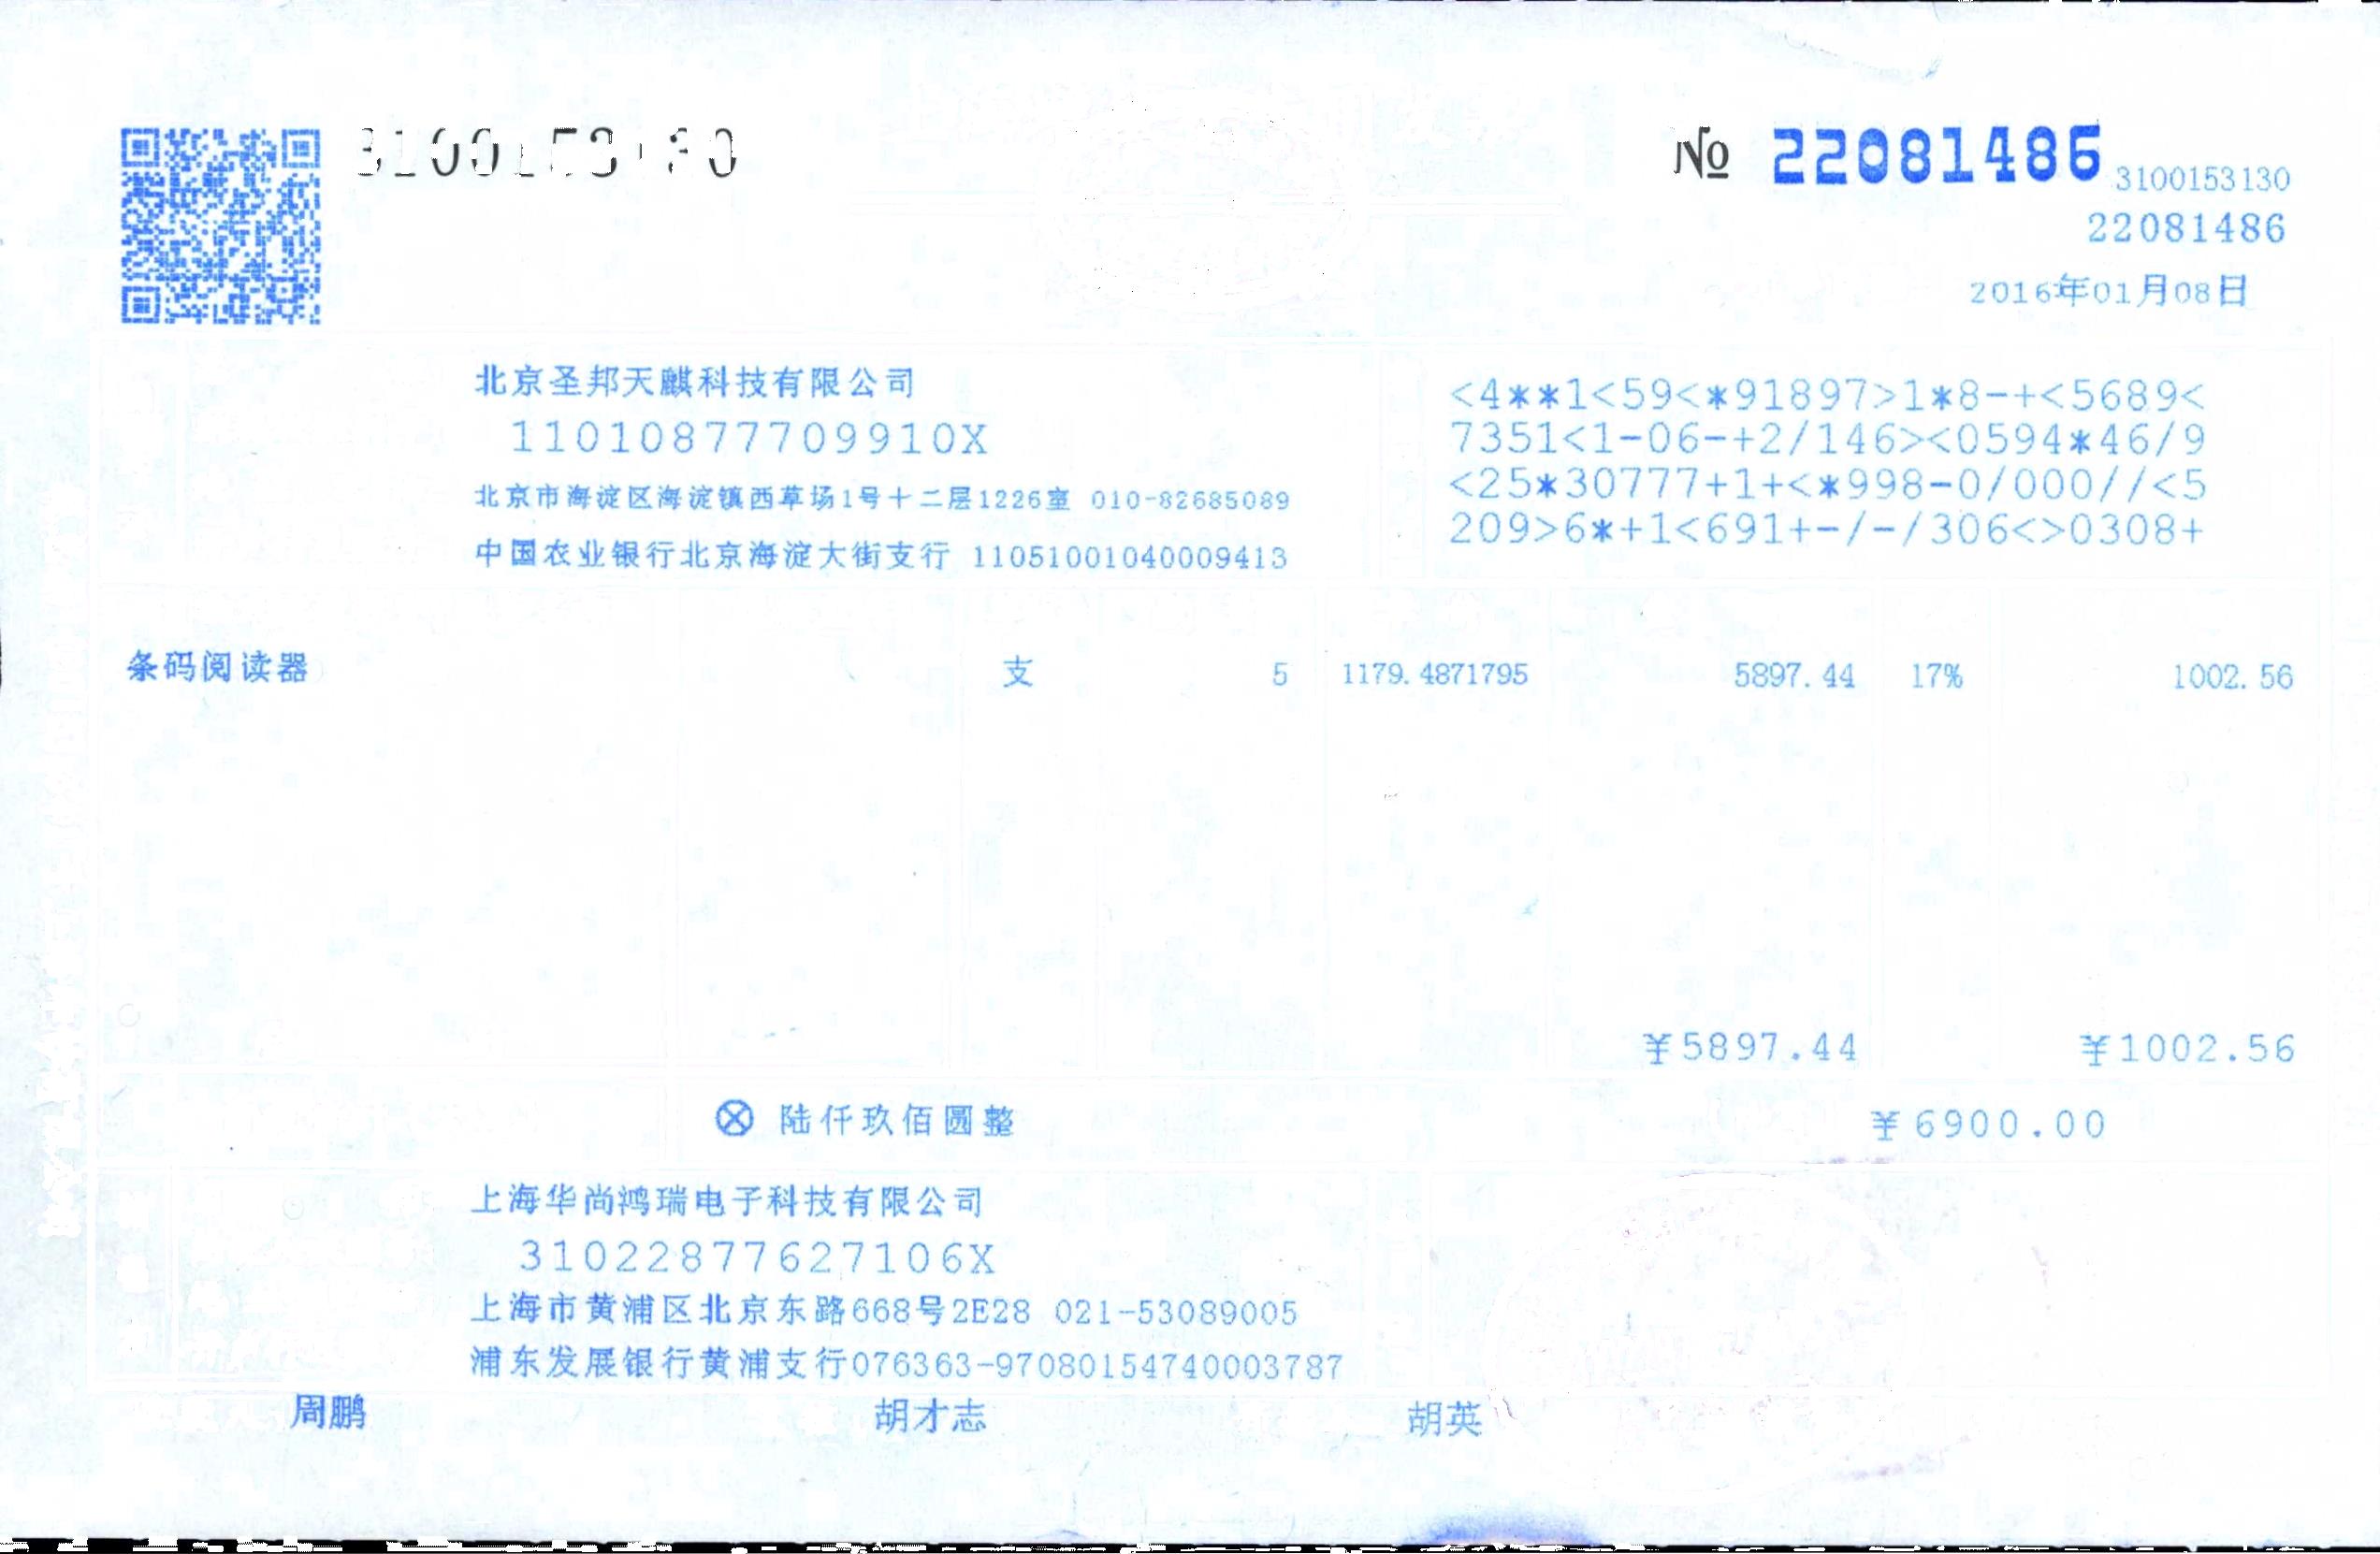 3100153130
№ 22081486
3100153130
22081486
2016年01月08日
北京圣邦天麒科技有限公司
11010877709910X
北京市海淀区海淀镇西草场1号十二层1226室 010-82685089
中国农业银行北京海淀大街支行 11051001040009413
<4**1<59<*91897>1*8-+<5689<
7351<1-06-+2/146><0594*46/9
<25*30777+1+<*998-0/000//<5
209>6*+1<691+-/-/306<>0308+
条码阅读器 支 5 1179.4871795 5897.44 17% 1002.56
¥5897.44 ¥1002.56
ⓧ 陆仟玖佰圆整 ¥6900.00
上海华尚鸿瑞电子科技有限公司
31022877627106X
上海市黄浦区北京东路668号2E28 021-53089005
浦东发展银行黄浦支行076363-97080154740003787
周鹏 胡才志 胡英